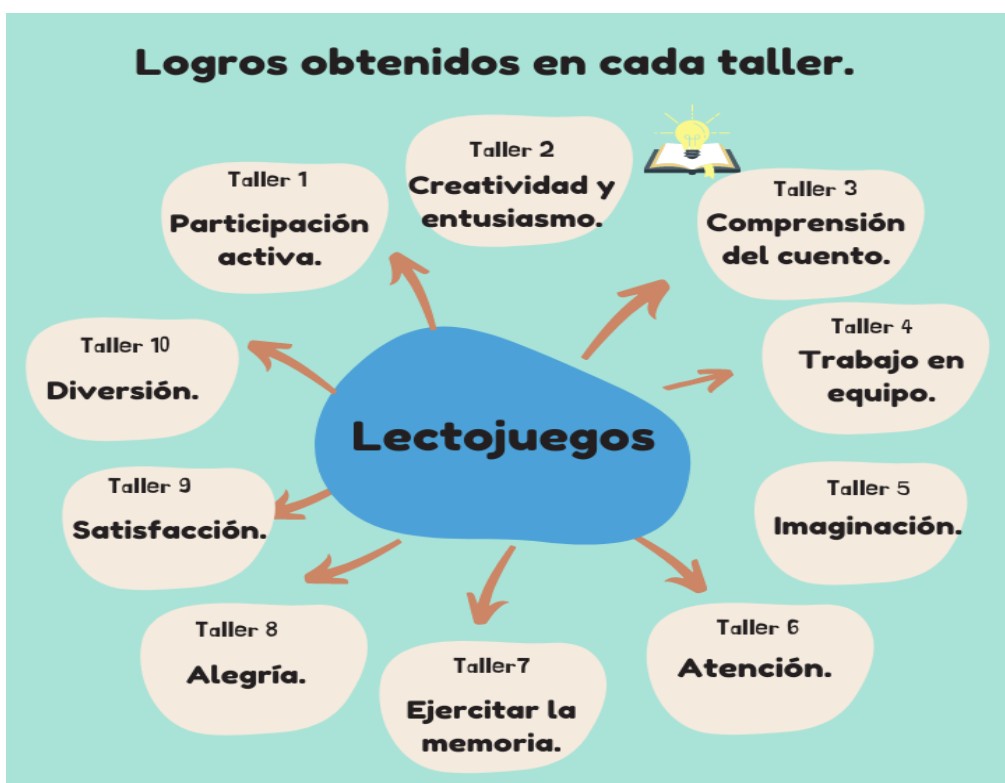 Logros obtenidos en cada taller.
Taller 1
Participación
activa.
Taller 2
Creatividad y
entusiasmo.
Taller 3
Comprensión
del cuento.
Taller 4
Trabajo en
equipo.
Taller 5
Imaginación.
Taller 6
Atención.
Taller7
Ejercitar la
memoria.
Taller 8
Alegría.
Taller 9
Satisfacción.
Taller 10
Diversión.
Lectojuegos